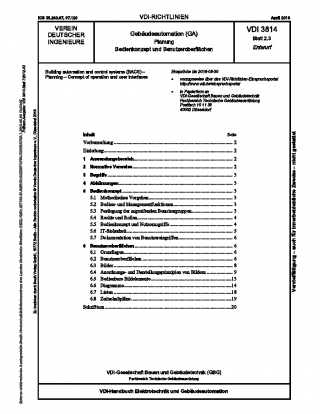 ICS 35.240.67, 97.120
VDI-RICHTLINIEN
April 2019
VEREIN
DEUTSCHER
INGENIEURE
Gebäudeautomation (GA)
Planung
Bedienkonzept und Benutzeroberflächen
VDI 3814
Blatt 2.3
Entwurf
Building automation and control systems (BACS) –
Planning – Concept of operation and user interfaces
Einsprüche bis 2019-09-30
vorzugsweise über das VDI-Richtlinien-Einspruchsportal
http://www.vdi.de/einspruchsportal
in Papierform an
VDI-Gesellschaft Bauen und Gebäudetechnik
Fachbereich Technische Gebäudeausrüstung
Postfach 10 11 39
40002 Düsseldorf
Inhalt Seite
Vorbemerkung 2
Einleitung 2
1 Anwendungsbereich 2
2 Normative Verweise 2
3 Begriffe 3
4 Abkürzungen 3
5 Bedienkonzept 3
5.1 Methodisches Vorgehen 3
5.2 Bedien- und Managementfunktionen 3
5.3 Festlegung der zugreifenden Benutzergruppen 3
5.4 Rechte und Rollen 3
5.5 Bedienkonzept und Nutzerzugriffe 4
5.6 IT-Sicherheit 5
5.7 Dokumentation von Benutzereingriffen 6
6 Benutzeroberflächen 6
6.1 Grundlagen 6
6.2 Benutzeroberflächen 6
6.3 Bilder 8
6.4 Anordnungs- und Darstellungsprinzipien von Bildern 9
6.5 Bedienbare Bildelemente 13
6.6 Diagramme 14
6.7 Listen 18
6.8 Zeitschaltpläne 19
Schrifttum 20
VDI-Gesellschaft Bauen und Gebäudetechnik (GBG)
Fachbereich Technische Gebäudeausrüstung
VDI-Handbuch Elektrotechnik und Gebäudeautomation
Vervielfältigung – auch für innerbetriebliche Zwecke – nicht gestattet